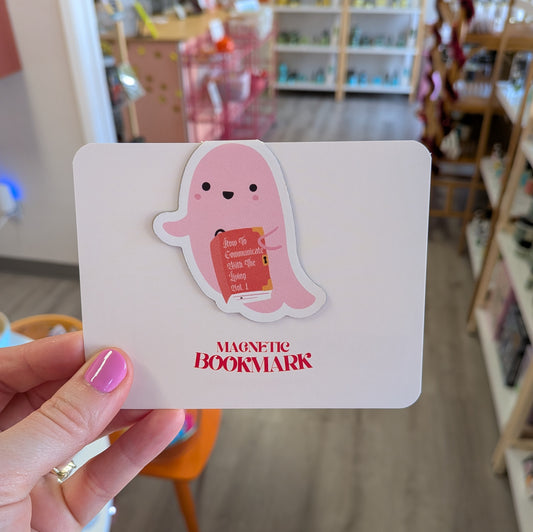 How To
Communicate
With The
Living
Vol. 1
MAGNETIC
BOOKMARK